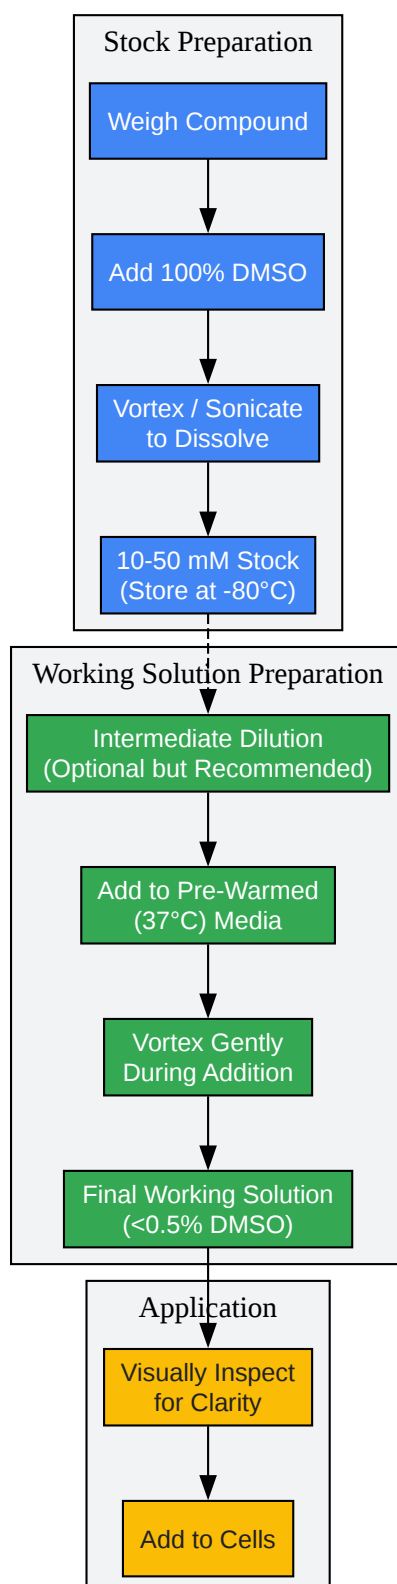 Stock Preparation
Weigh Compound
Add 100% DMSO
Vortex / Sonicate
to Dissolve
10-50 mM Stock
(Store at -80°C)
Working Solution Preparation
Intermediate Dilution
(Optional but Recommended)
Add to Pre-Warmed
(37°C) Media
Vortex Gently
During Addition
Final Working Solution
(<0.5% DMSO)
Application
Visually Inspect
for Clarity
Add to Cells